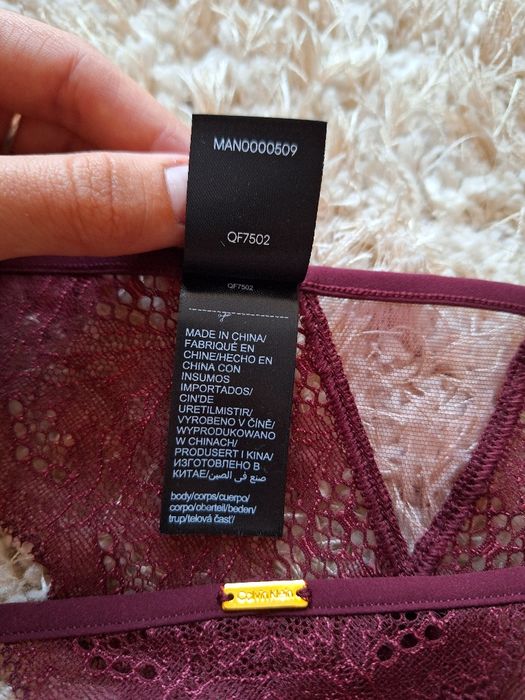 MAN0000509
QF7502
QF7502
MADE IN CHINA/
FABRIQUÉ EN
CHINE/HECHO EN
CHINA CON
INSUMOS
IMPORTADOS/
CIN'DE
URETILMISTIR/
VYROBENO V ČÍNĚ/
WYPRODUKOWANO
W CHINACH/
PRODUSERT I KINA/
ИЗГОТОВЛЕНО В
КИТАЕ/صنع في الصين/
body/corps/cuerpo/
corpo/oberteil/beden/
trup/telová časť/
Calvin Klein